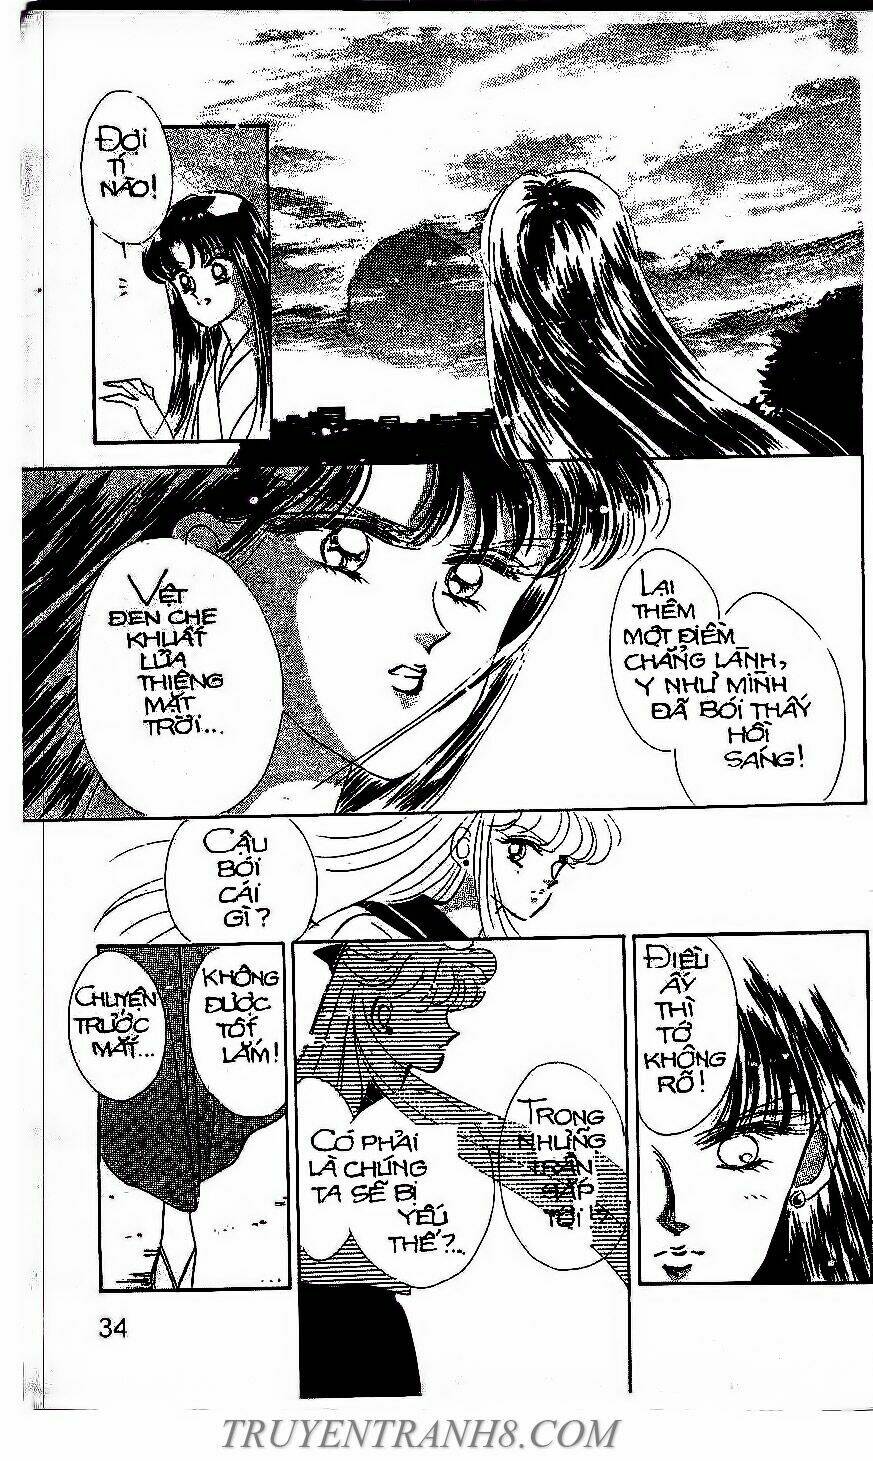 ĐỢI
TÍ
NÀO!
VỆT
ĐEN CHE
KHUẤT
LỬA
THIÊNG
MẶT
TRỜI...
LẠI
THÊM
MỘT ĐIỀM
CHẲNG LÀNH,
Y NHƯ MÌNH
ĐÃ BÓI THẤY
HỒI
SÁNG!
CẬU
BÓI
CÁI
GÌ?
CHUYỆN
TRƯỚC
MẮT...
KHÔNG
ĐƯỢC
TỐT
LẮM!
CÓ PHẢI
LÀ CHÚNG
TA SẼ BỊ
YẾU
THẾ?...
TRONG
NHỮNG
TRẬN
SẮP
TỚI
ĐIỀU
ẤY
THÌ
TỚ
KHÔNG
RÕ!
34
TRUYENTRANH8.COM